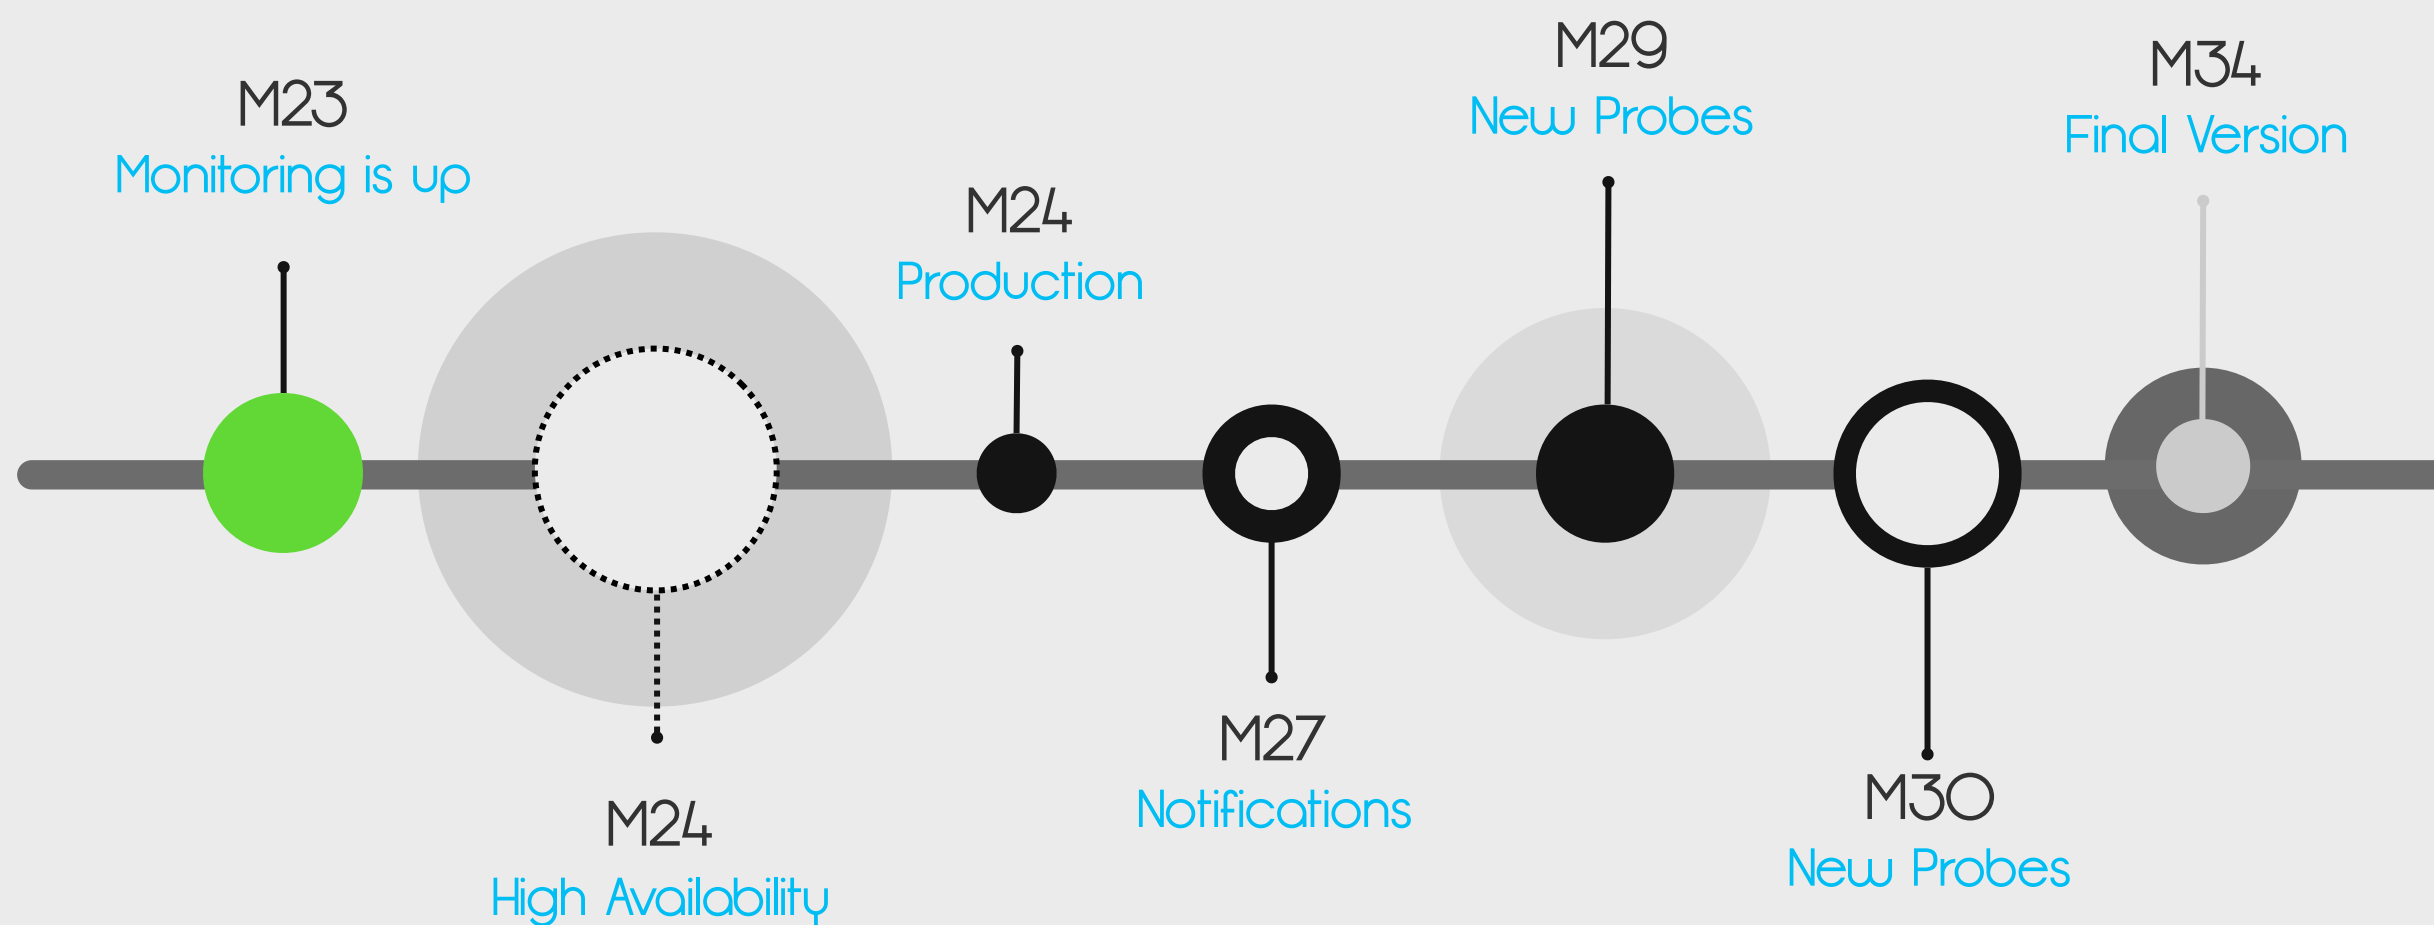 M23
Monitoring is up
M24
High Availability
M24
Production
M27
Notifications
M29
New Probes
M30
New Probes
M34
Final Version